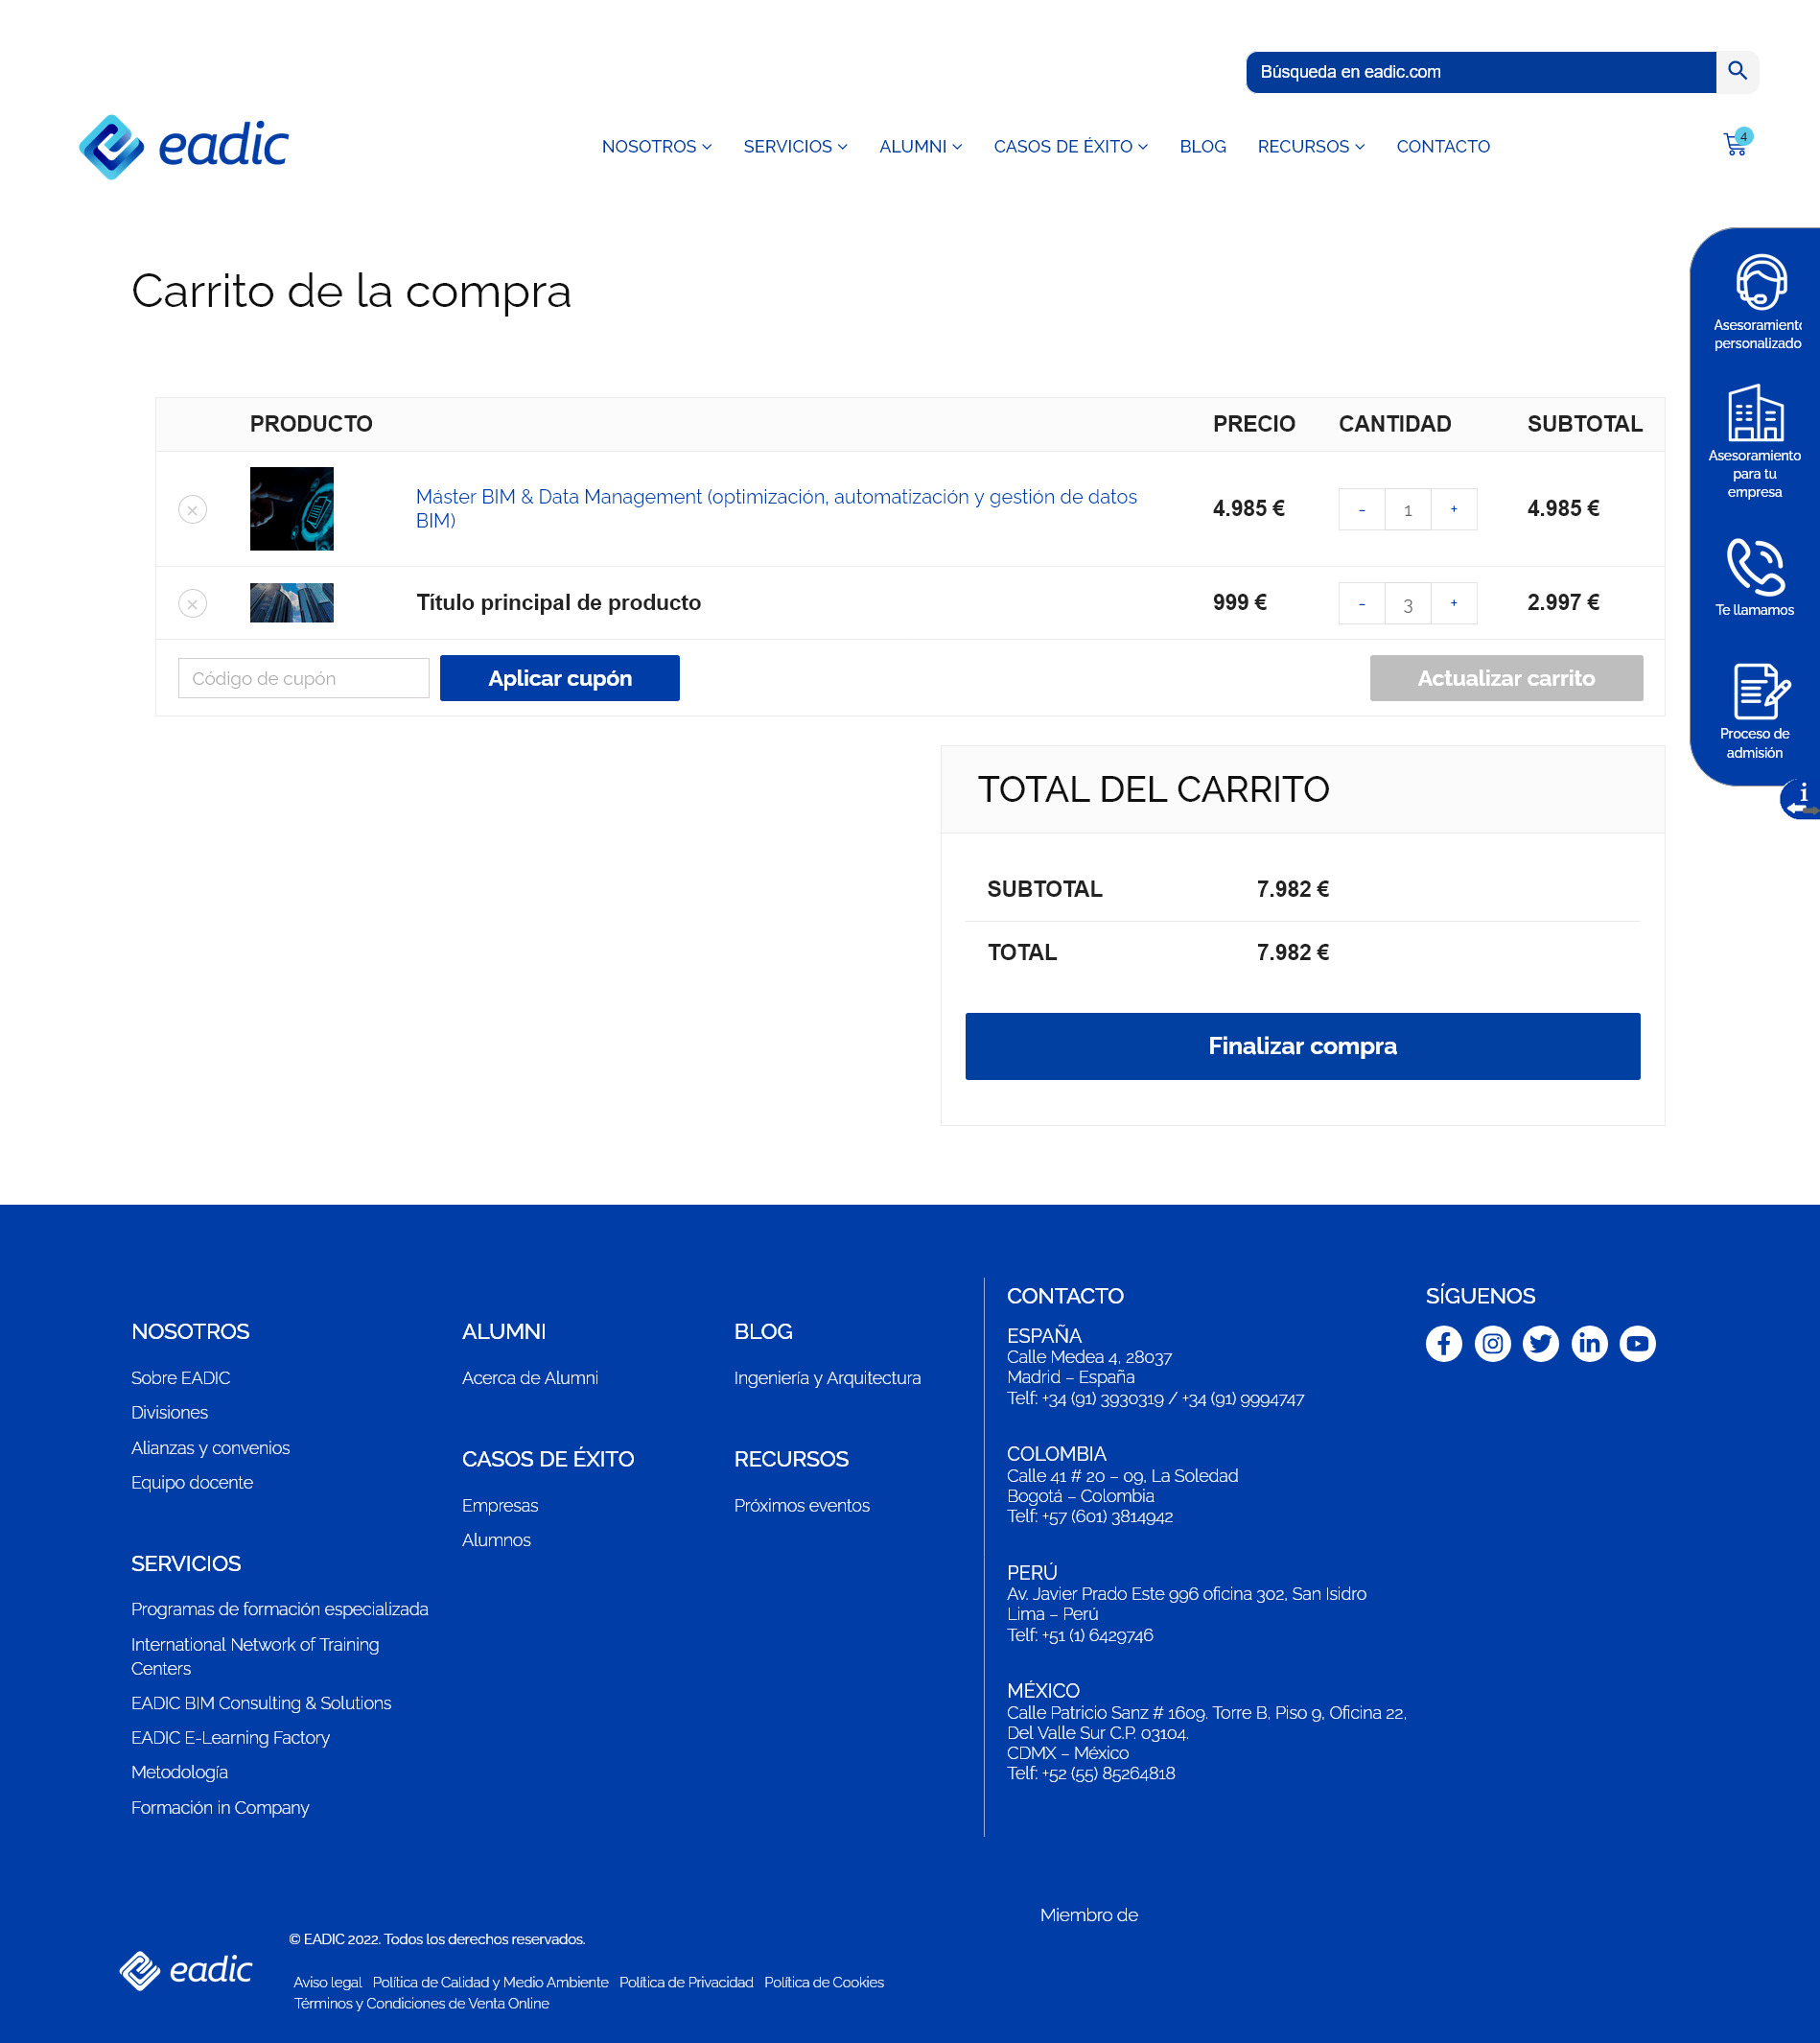 Búsqueda en eadic.com
eadic
NOSOTROS SERVICIOS ALUMNI CASOS DE ÉXITO BLOG RECURSOS CONTACTO
4
Carrito de la compra
Asesoramiento
personalizado
Asesoramiento
para tu
empresa
Te llamamos
Proceso de
admisión
i
PRODUCTO PRECIO CANTIDAD SUBTOTAL
× Máster BIM & Data Management (optimización, automatización y gestión de datos
BIM) 4.985 € - 1 + 4.985 €
× Título principal de producto 999 € - 3 + 2.997 €
Código de cupón Aplicar cupón Actualizar carrito
TOTAL DEL CARRITO
SUBTOTAL 7.982 €
TOTAL 7.982 €
Finalizar compra
NOSOTROS
Sobre EADIC
Divisiones
Alianzas y convenios
Equipo docente
SERVICIOS
Programas de formación especializada
International Network of Training
Centers
EADIC BIM Consulting & Solutions
EADIC E-Learning Factory
Metodología
Formación in Company
ALUMNI
Acerca de Alumni
CASOS DE ÉXITO
Empresas
Alumnos
BLOG
Ingeniería y Arquitectura
RECURSOS
Próximos eventos
CONTACTO
ESPAÑA
Calle Medea 4, 28037
Madrid – España
Telf: +34 (91) 3930319 / +34 (91) 9994747
COLOMBIA
Calle 41 # 20 – 09, La Soledad
Bogotá – Colombia
Telf: +57 (601) 3814942
PERÚ
Av. Javier Prado Este 996 oficina 302, San Isidro
Lima – Perú
Telf: +51 (1) 6429746
MÉXICO
Calle Patricio Sanz # 1609. Torre B, Piso 9, Oficina 22,
Del Valle Sur C.P. 03104,
CDMX – México
Telf: +52 (55) 85264818
SÍGUENOS
Miembro de
eadic
© EADIC 2022. Todos los derechos reservados.
Aviso legal Política de Calidad y Medio Ambiente Política de Privacidad Política de Cookies
Términos y Condiciones de Venta Online